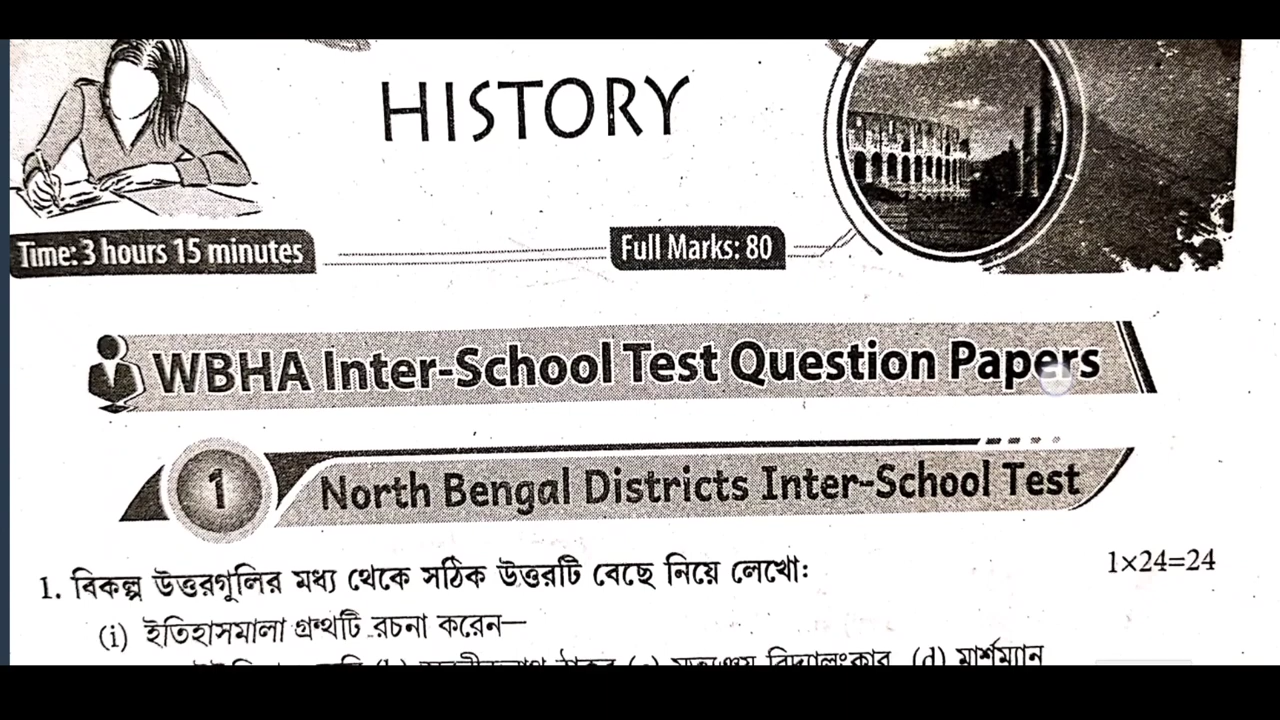 HISTORY
Time: 3 hours 15 minutes
Full Marks: 80
WBHA Inter-School Test Question Papers
1
North Bengal Districts Inter-School Test
1. বিকল্প উত্তরগুলির মধ্য থেকে সঠিক উত্তরটি বেছে নিয়ে লেখো: 1×24=24
(i) ইতিহাসমালা গ্রন্থটি রচনা করেন—
(d) মার্শম্যান